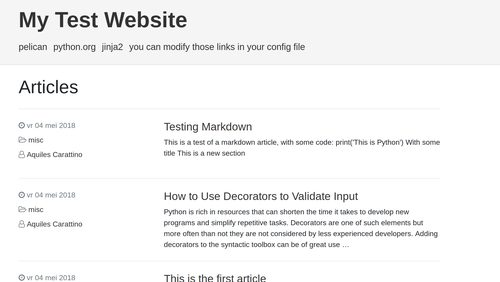 My Test Website
pelican python.org jinja2 you can modify those links in your config file
Articles
vr 04 mei 2018
misc
Aquiles Carattino
Testing Markdown
This is a test of a markdown article, with some code: print('This is Python') With some
title This is a new section
vr 04 mei 2018
misc
Aquiles Carattino
How to Use Decorators to Validate Input
Python is rich in resources that can shorten the time it takes to develop new
programs and simplify repetitive tasks. Decorators are one of such elements but
more often than not they are not considered by less experienced developers. Adding
decorators to the syntactic toolbox can be of great use …
vr 04 mei 2018
This is the first article